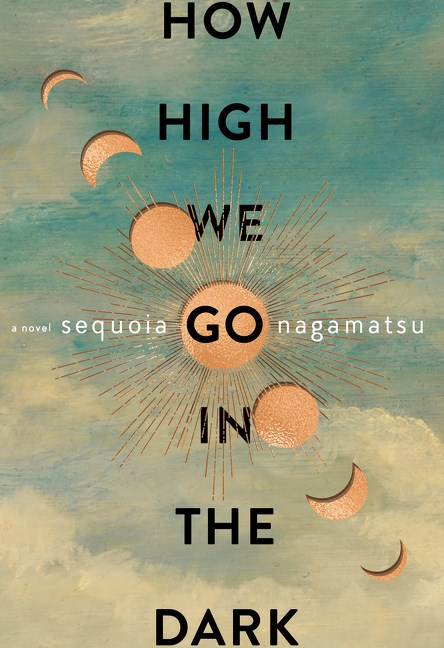 HOW
HIGH
WE
a novel sequoia GO nagamatsu
IN
THE
DARK